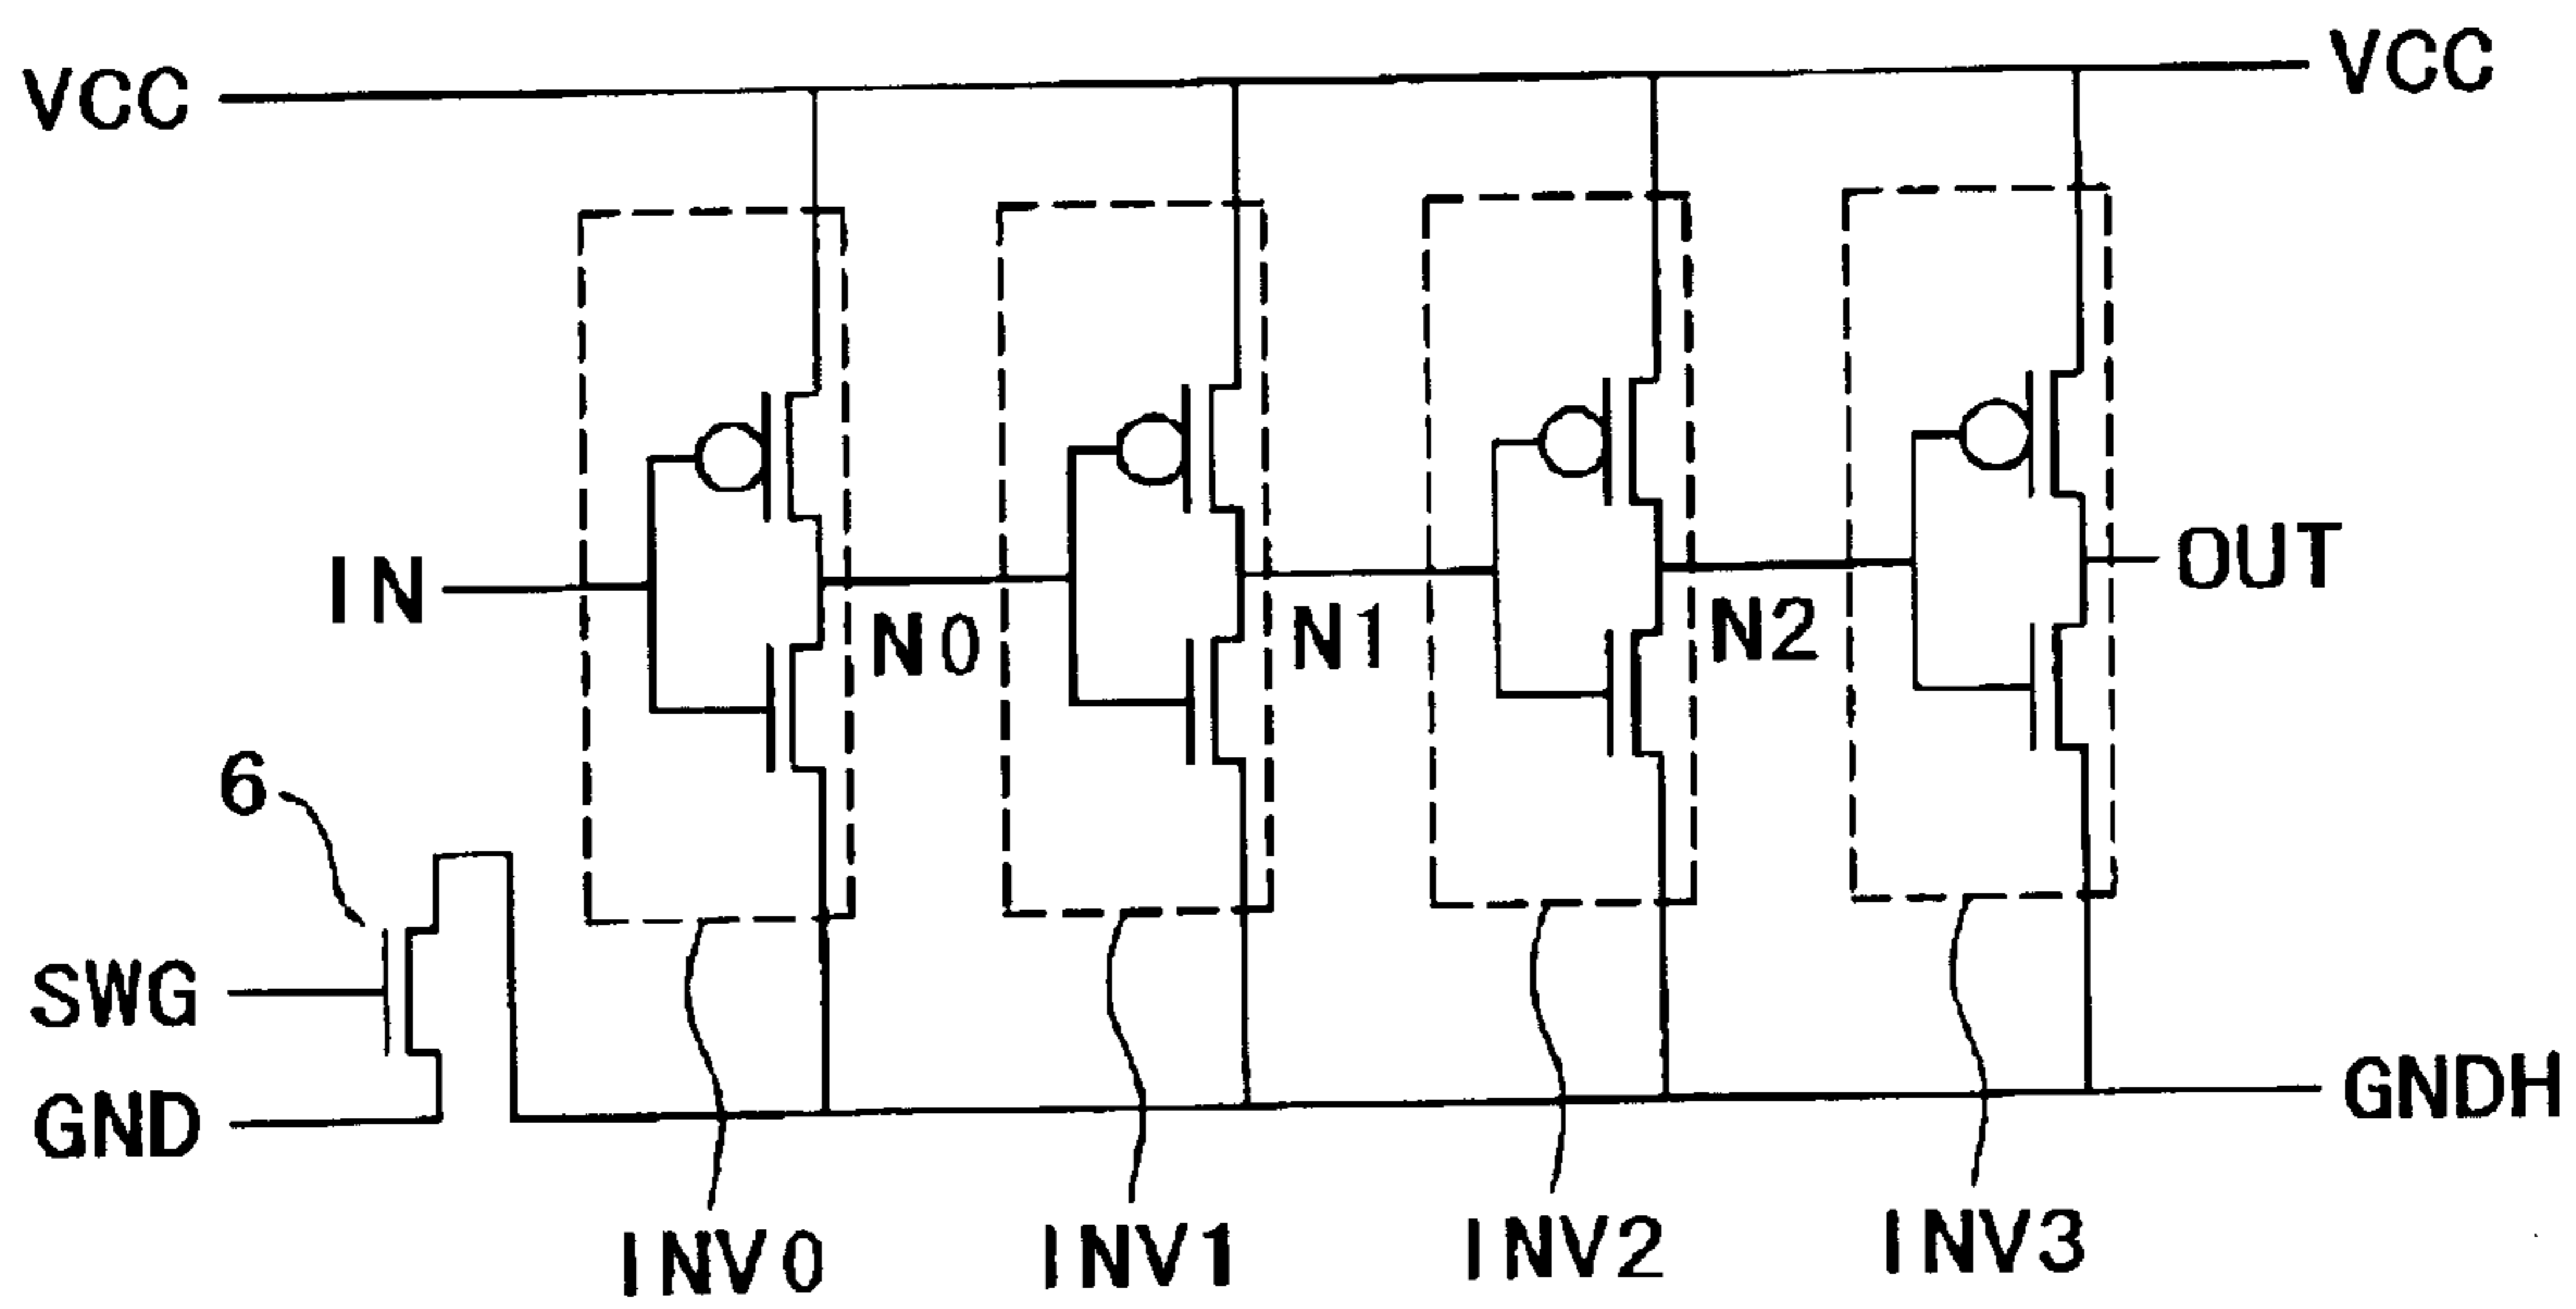 VCC
VCC
IN
N0
N1
N2
OUT
6
SWG
GND
GNDH
INV0
INV1
INV2
INV3